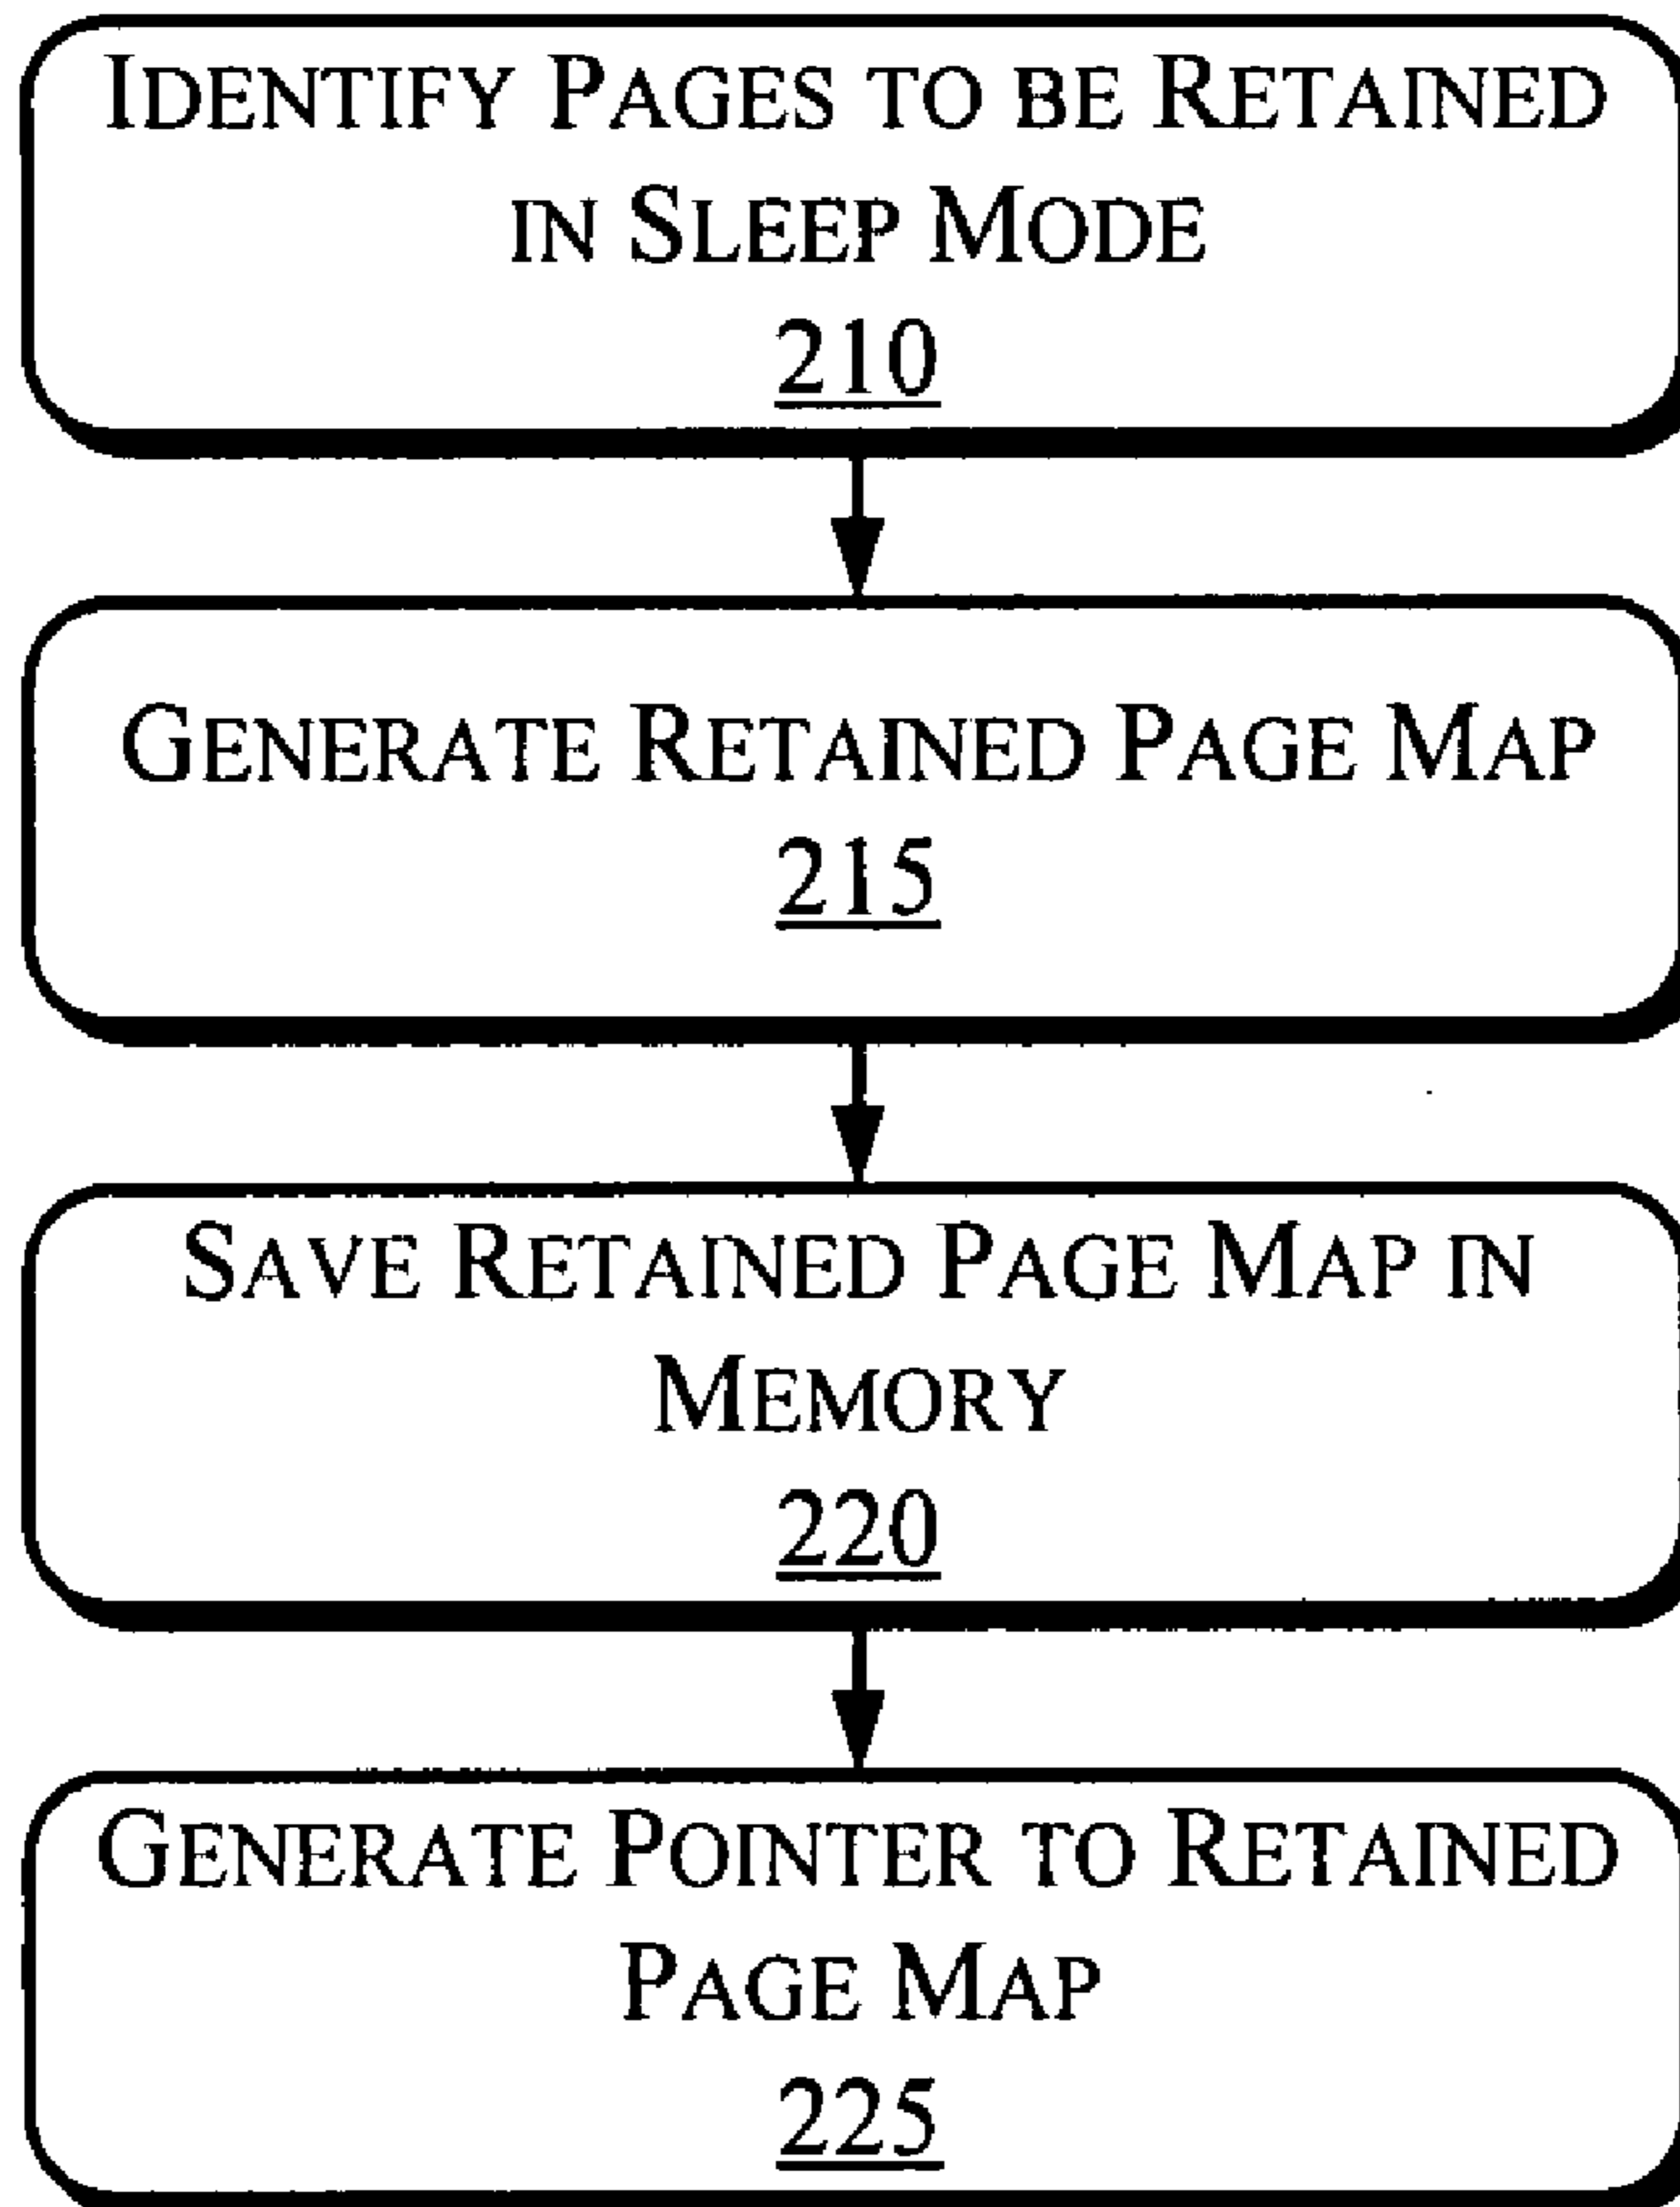 IDENTIFY PAGES TO BE RETAINED
IN SLEEP MODE
210
GENERATE RETAINED PAGE MAP
215
SAVE RETAINED PAGE MAP IN
MEMORY
220
GENERATE POINTER TO RETAINED
PAGE MAP
225